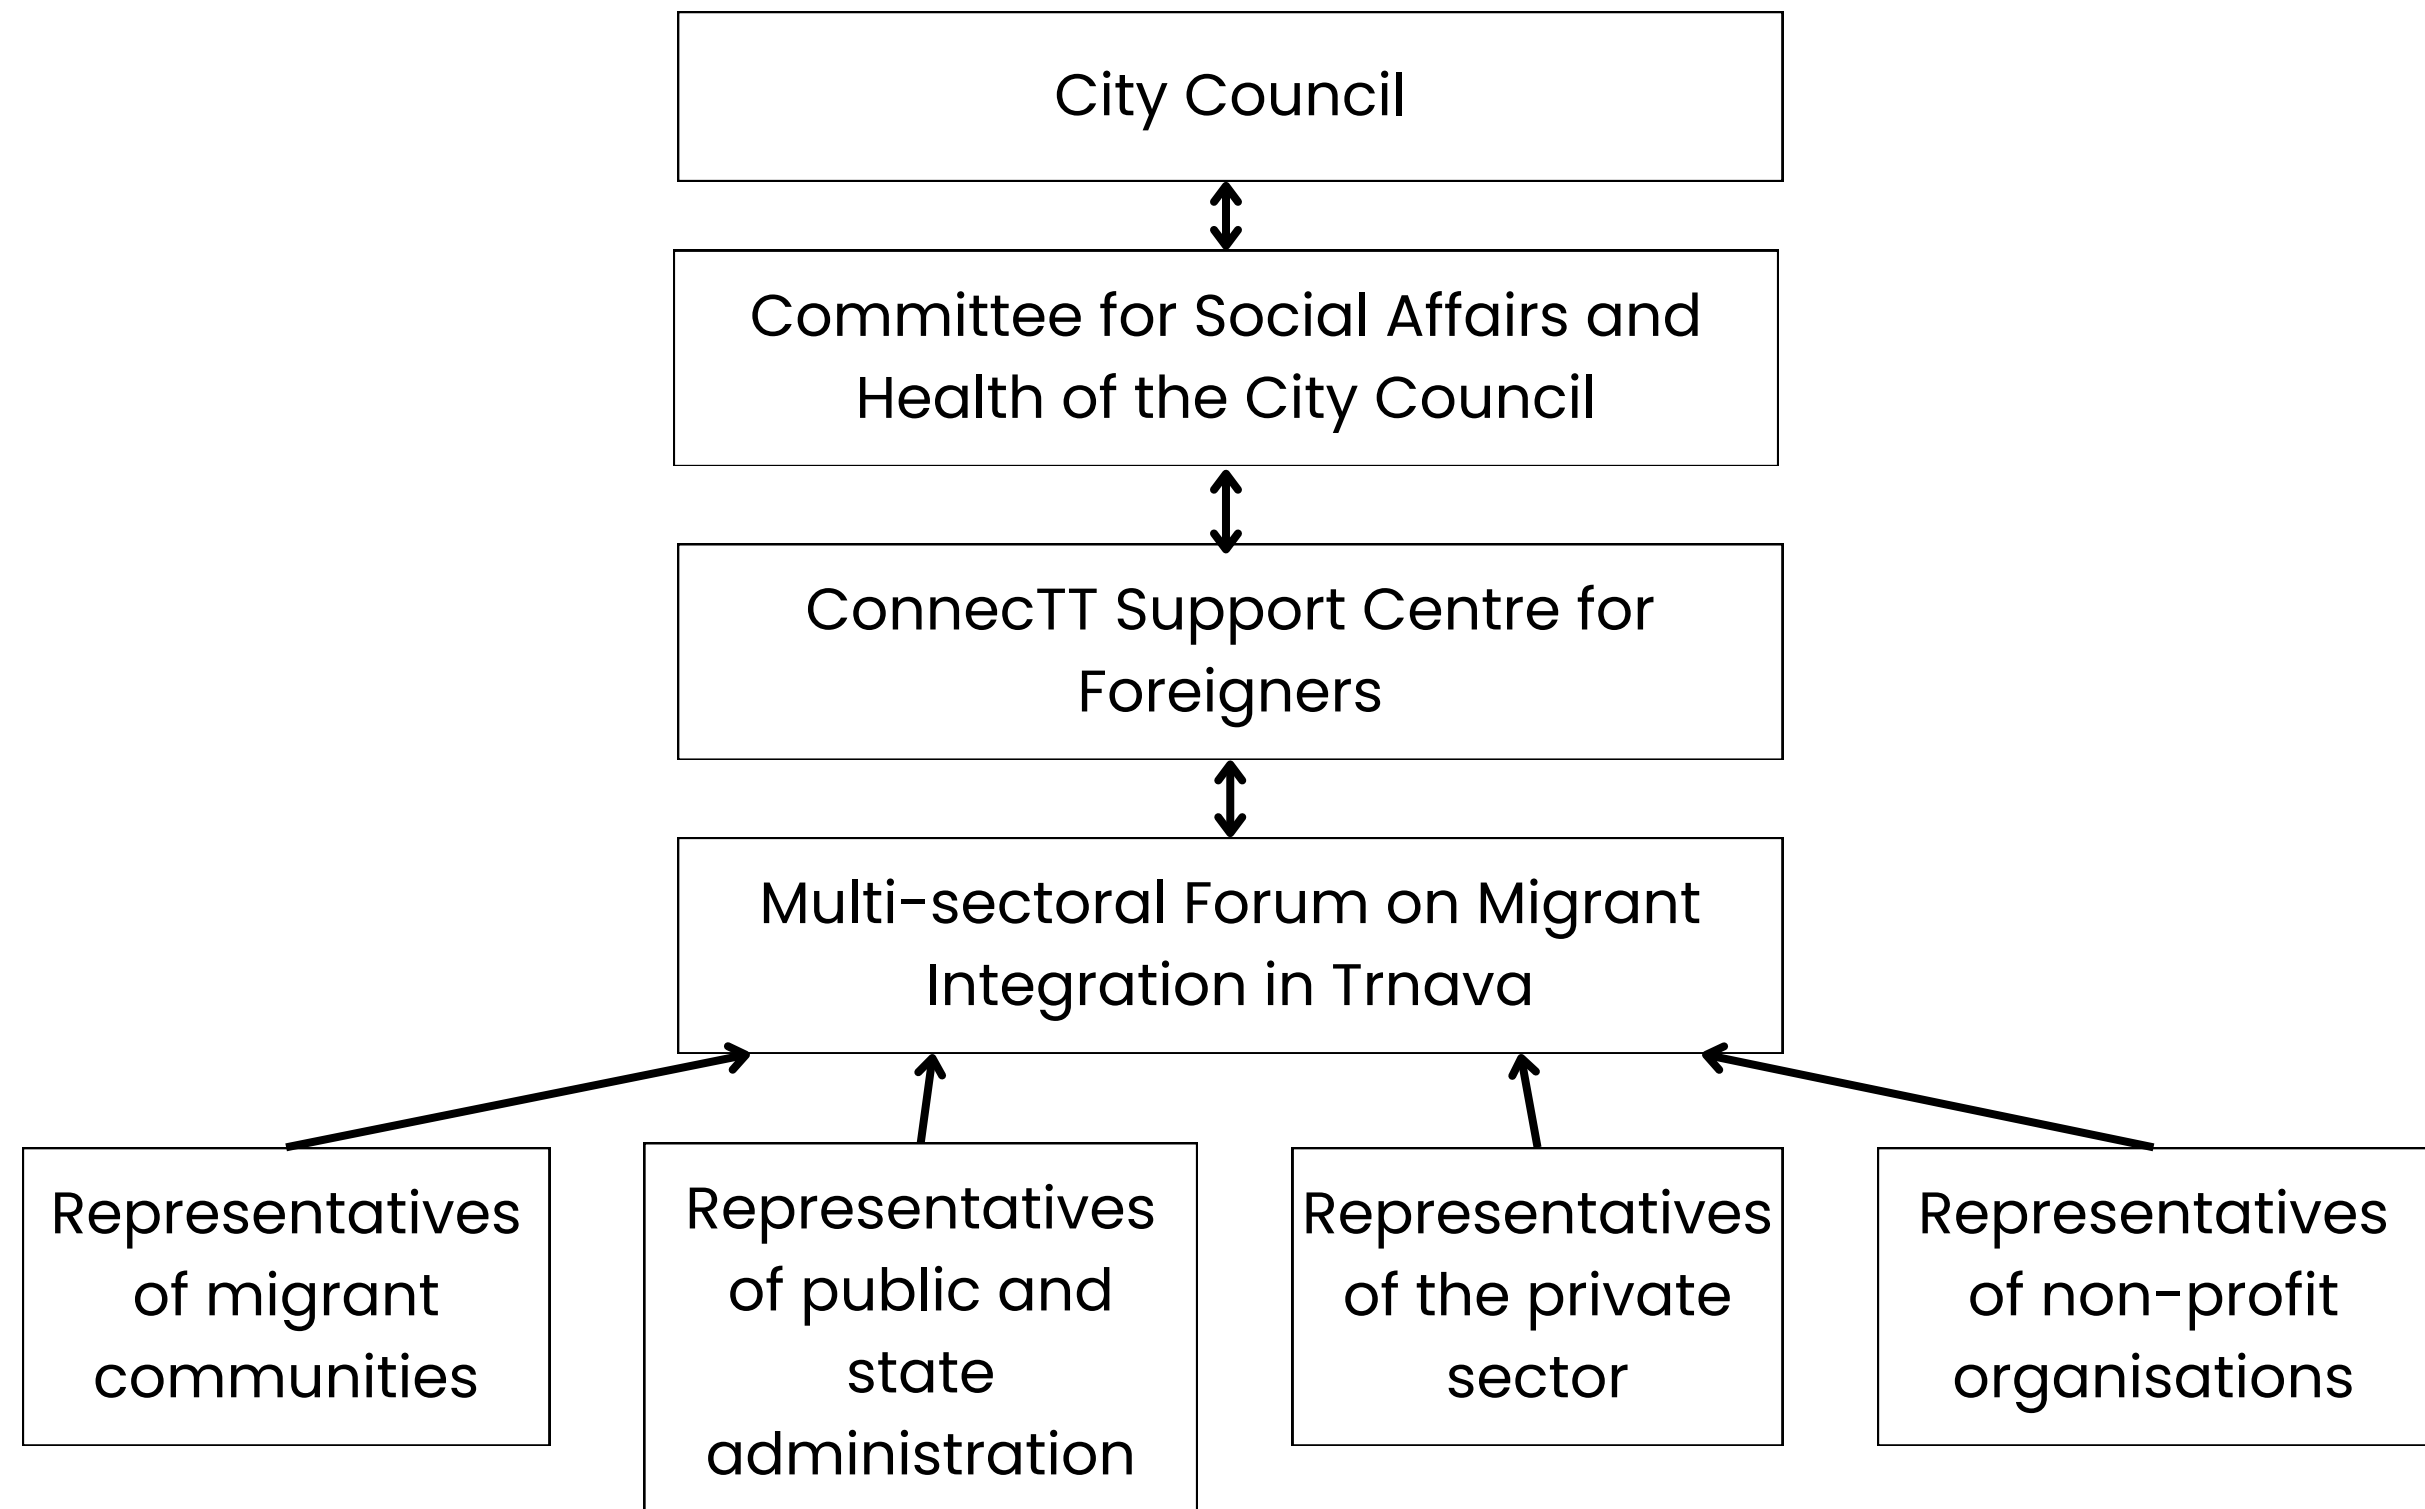 City Council
Committee for Social Affairs and
Health of the City Council
ConnecTT Support Centre for
Foreigners
Multi-sectoral Forum on Migrant
Integration in Trnava
Representatives
of migrant
communities
Representatives
of public and
state
administration
Representatives
of the private
sector
Representatives
of non-profit
organisations